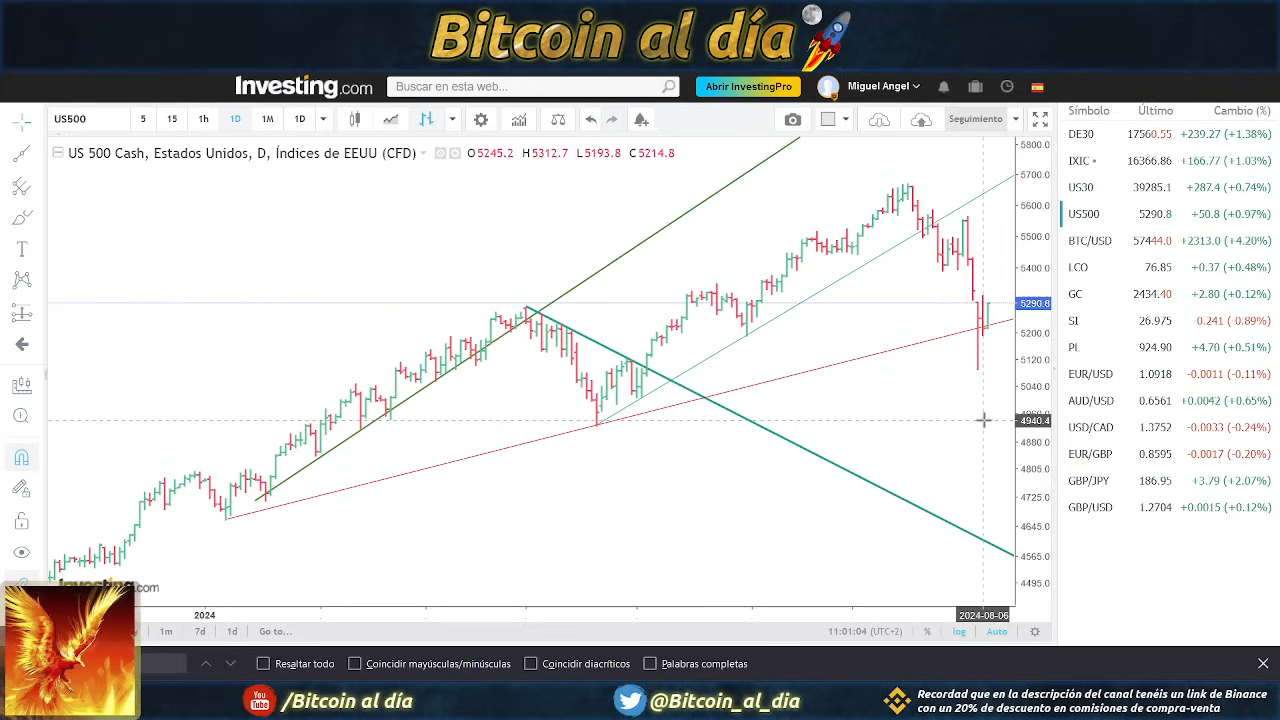 Bitcoin al día
Investing.com
Buscar en esta web...
Abrir InvestingPro
Miguel Angel
US500 5 15 1h 1D 1M 1D
Seguimiento
US 500 Cash, Estados Unidos, D, Índices de EEUU (CFD) O5245.2 H5312.7 L5193.8 C5214.8
5800.0
5700.0
5600.0
5500.0
5400.0
5290.8
5200.0
5120.0
5040.0
4940.4
4880.0
4805.0
4725.0
4645.0
4565.0
4495.0
Símbolo Último Cambio (%)
DE30 17560.55 +239.27 (+1.38%)
IXIC 16366.86 +166.77 (+1.03%)
US30 39285.1 +287.4 (+0.74%)
US500 5290.8 +50.8 (+0.97%)
BTC/USD 57444.0 +2313.0 (+4.20%)
LCO 76.85 +0.37 (+0.48%)
GC 2434.40 +2.80 (+0.12%)
SI 26.975 -0.241 (-0.89%)
PL 924.90 +4.70 (+0.51%)
EUR/USD 1.0918 -0.0011 (-0.11%)
AUD/USD 0.6561 +0.0042 (+0.65%)
USD/CAD 1.3752 -0.0033 (-0.24%)
EUR/GBP 0.8595 -0.0017 (-0.20%)
GBP/JPY 186.95 +3.79 (+2.07%)
GBP/USD 1.2704 +0.0015 (+0.12%)
Investing.com
2024
2024-08-06
1m 7d 1d Go to...
11:01:04 (UTC+2) % log Auto
Resaltar todo Coincidir mayúsculas/minúsculas Coincidir diacríticos Palabras completas
You Tube
/Bitcoin al día
@Bitcoin_al_dia
Recordad que en la descripción del canal tenéis un link de Binance
con un 20% de descuento en comisiones de compra-venta